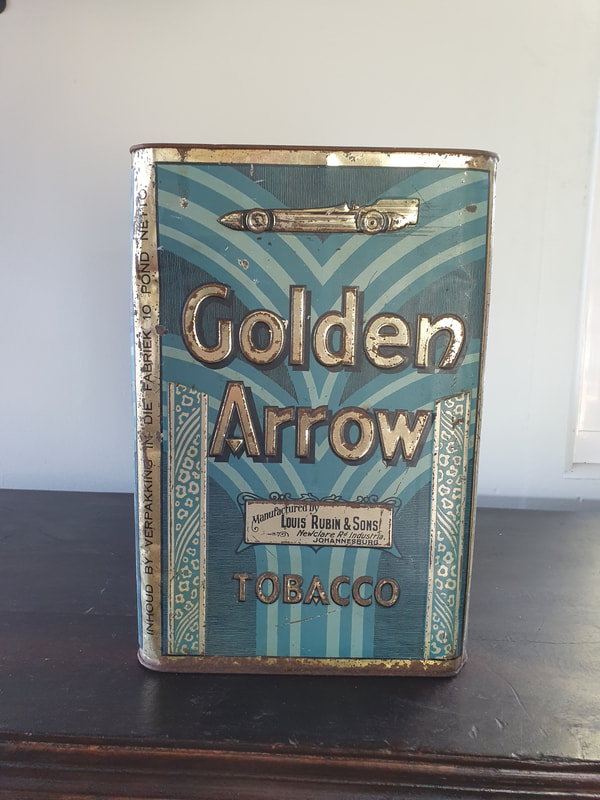 Golden
Arrow
Manufactured by
LOUIS RUBIN & SONS
Newclare Rd Industria.
JOHANNESBURG.
TOBACCO
INHOUD BY VERPAKKING IN DIE FABRIEK 10 POND NETTO.